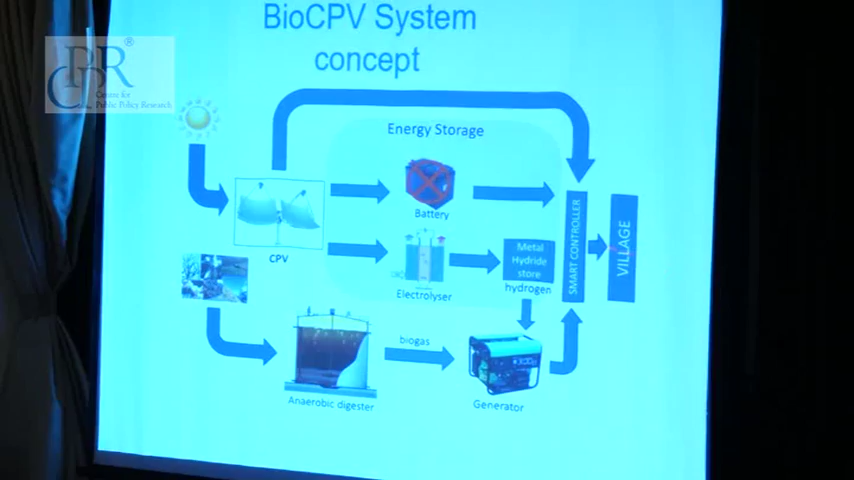 BioCPV System
concept
CPPR®
Centre for
Public Policy Research
Energy Storage
Battery
CPV
Electrolyser
Metal
Hydride
store
hydrogen
SMART CONTROLLER
VILLAGE
biogas
Anaerobic digester
Generator